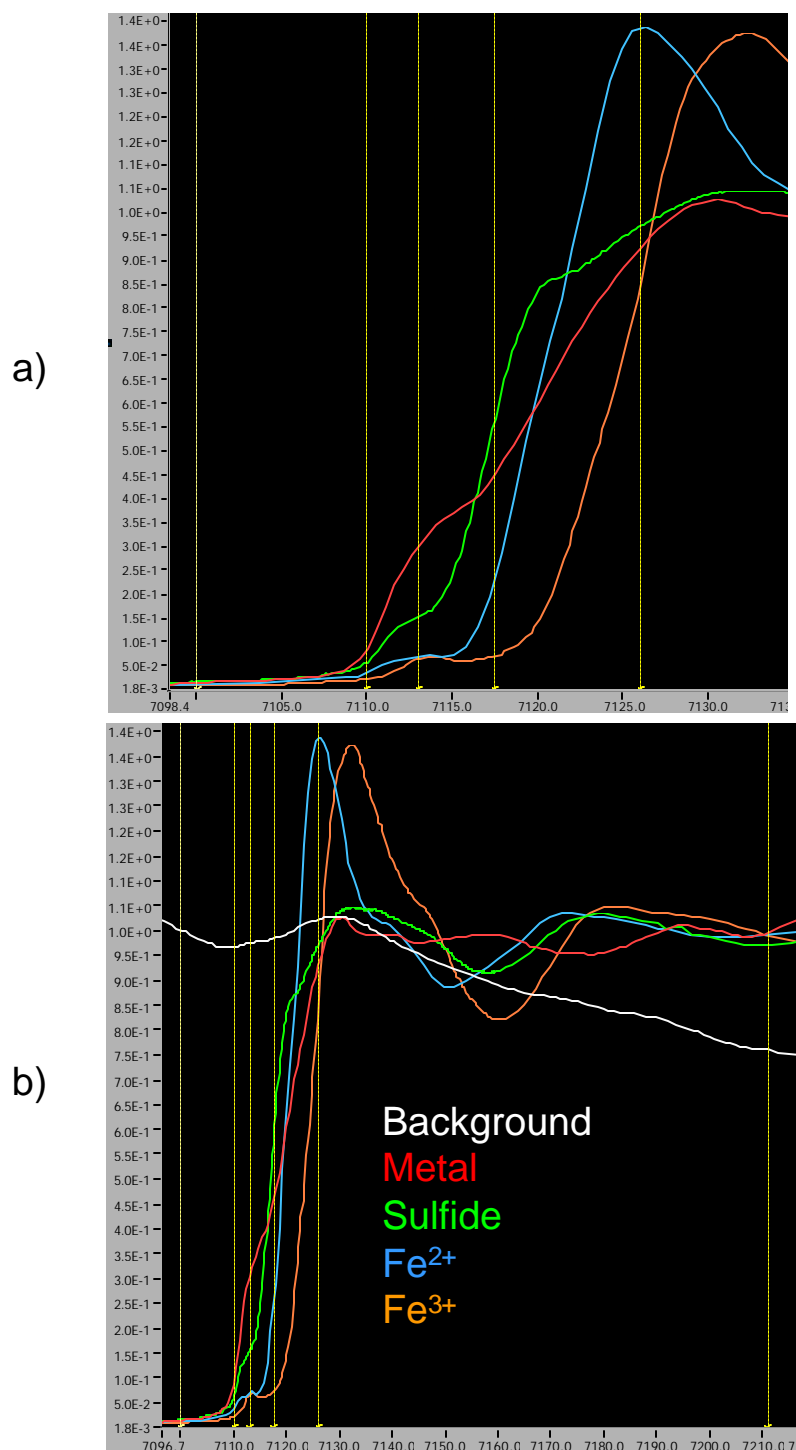 a)
1.4E+0
1.4E+0
1.3E+0
1.3E+0
1.2E+0
1.2E+0
1.1E+0
1.1E+0
1.0E+0
9.5E-1
9.0E-1
8.5E-1
8.0E-1
7.5E-1
7.0E-1
6.5E-1
6.0E-1
5.5E-1
5.0E-1
4.5E-1
4.0E-1
3.5E-1
3.0E-1
2.5E-1
2.0E-1
1.5E-1
1.0E-1
5.0E-2
1.8E-3
7098.4 7105.0 7110.0 7115.0 7120.0 7125.0 7130.0 713
b)
1.4E+0
1.4E+0
1.3E+0
1.3E+0
1.2E+0
1.2E+0
1.1E+0
1.1E+0
1.0E+0
9.5E-1
9.0E-1
8.5E-1
8.0E-1
7.5E-1
7.0E-1
6.5E-1
6.0E-1
5.5E-1
5.0E-1
4.5E-1
4.0E-1
3.5E-1
3.0E-1
2.5E-1
2.0E-1
1.5E-1
1.0E-1
5.0E-2
1.8E-3
Background
Metal
Sulfide
Fe2+
Fe3+
7096.7 7110.0 7120.0 7130.0 7140.0 7150.0 7160.0 7170.0 7180.0 7190.0 7200.0 7210.0